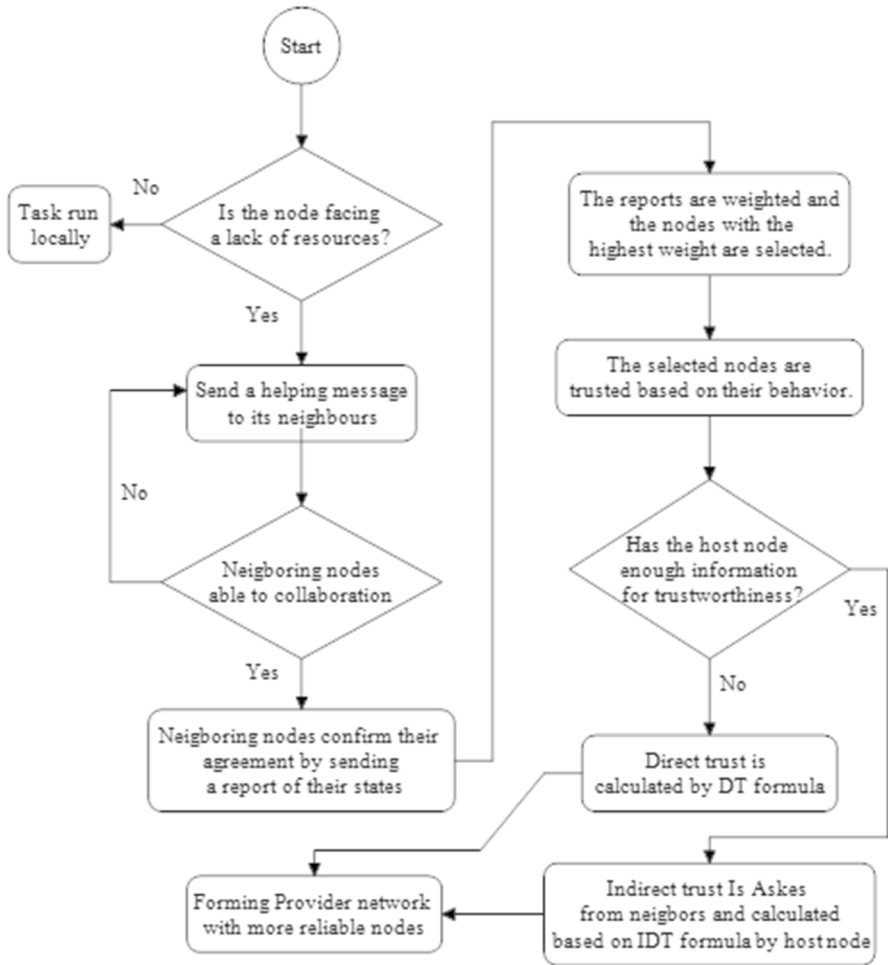 Start
No
Is the node facing
a lack of resources?
Task run
locally
Yes
Send a helping message
to its neighbours
No
Neigboring nodes
able to collaboration
Yes
Neigboring nodes confirm their
agreement by sending
a report of their states
The reports are weighted and
the nodes with the
highest weight are selected.
The selected nodes are
trusted based on their behavior.
Has the host node
enough information
for trustworthiness?
Yes
No
Direct trust is
calculated by DT formula
Indirect trust Is Askes
from neigbors and calculated
based on IDT formula by host node
Forming Provider network
with more reliable nodes